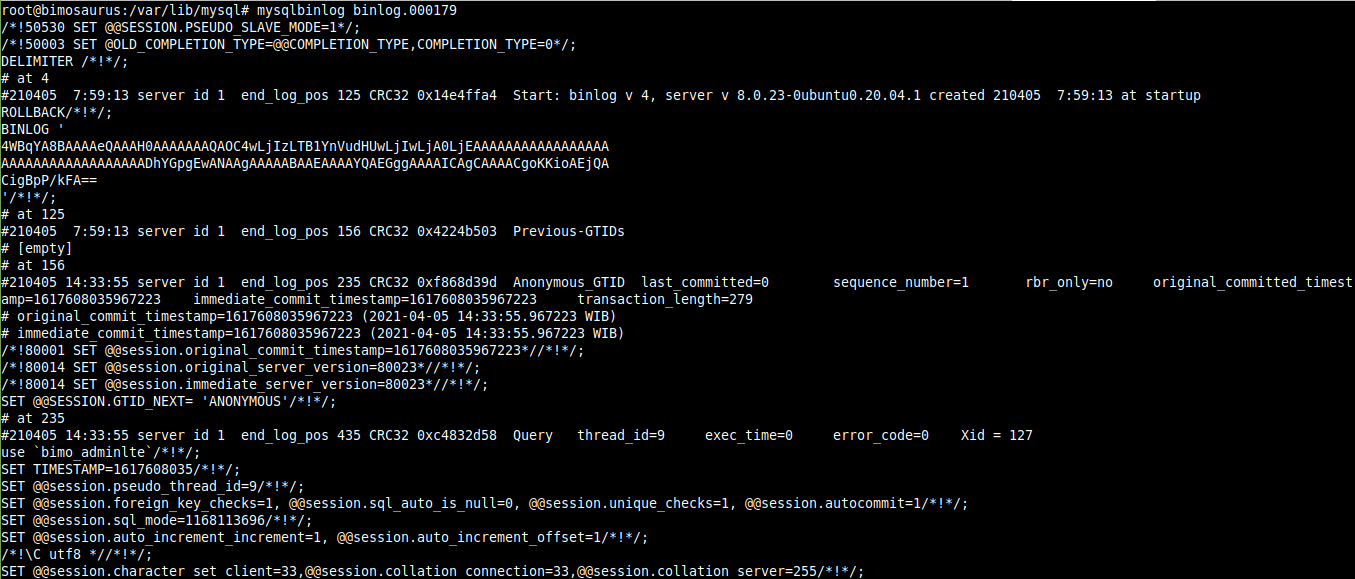 root@bimosaurus:/var/lib/mysql# mysqlbinlog binlog.000179
/*!50530 SET @@SESSION.PSEUDO_SLAVE_MODE=1*/;
/*!50003 SET @OLD_COMPLETION_TYPE=@@COMPLETION_TYPE,COMPLETION_TYPE=0*/;
DELIMITER /*!*/;
# at 4
#210405  7:59:13 server id 1  end_log_pos 125 CRC32 0x14e4ffa4  Start: binlog v 4, server v 8.0.23-0ubuntu0.20.04.1 created 210405  7:59:13 at startup
ROLLBACK/*!*/;
BINLOG '
4WBqYA8BAAAAeQAAAH0AAAAAAAQAOC4wLjIzLTB1YnVudHUwLjIwLjA0LjEAAAAAAAAAAAAAAAAA
AAAAAAAAAAAAAAAAAADhYGpgEwANAAgAAAAABAAEAAAAYQAEGggAAAAICAgCAAAACgoKKioAEjQA
CigBpP/kFA==
'/*!*/;
# at 125
#210405  7:59:13 server id 1  end_log_pos 156 CRC32 0x4224b503  Previous-GTIDs
# [empty]
# at 156
#210405 14:33:55 server id 1  end_log_pos 235 CRC32 0xf868d39d  Anonymous_GTID  last_committed=0        sequence_number=1       rbr_only=no     original_committed_timest
amp=1617608035967223    immediate_commit_timestamp=1617608035967223     transaction_length=279
# original_commit_timestamp=1617608035967223 (2021-04-05 14:33:55.967223 WIB)
# immediate_commit_timestamp=1617608035967223 (2021-04-05 14:33:55.967223 WIB)
/*!80001 SET @@session.original_commit_timestamp=1617608035967223*//*!*/;
/*!80014 SET @@session.original_server_version=80023*//*!*/;
/*!80014 SET @@session.immediate_server_version=80023*//*!*/;
SET @@SESSION.GTID_NEXT= 'ANONYMOUS'/*!*/;
# at 235
#210405 14:33:55 server id 1  end_log_pos 435 CRC32 0xc4832d58  Query   thread_id=9     exec_time=0     error_code=0    Xid = 127
use `bimo_adminlte`/*!*/;
SET TIMESTAMP=1617608035/*!*/;
SET @@session.pseudo_thread_id=9/*!*/;
SET @@session.foreign_key_checks=1, @@session.sql_auto_is_null=0, @@session.unique_checks=1, @@session.autocommit=1/*!*/;
SET @@session.sql_mode=1168113696/*!*/;
SET @@session.auto_increment_increment=1, @@session.auto_increment_offset=1/*!*/;
/*!\C utf8 *//*!*/;
SET @@session.character_set_client=33,@@session.collation_connection=33,@@session.collation_server=255/*!*/;